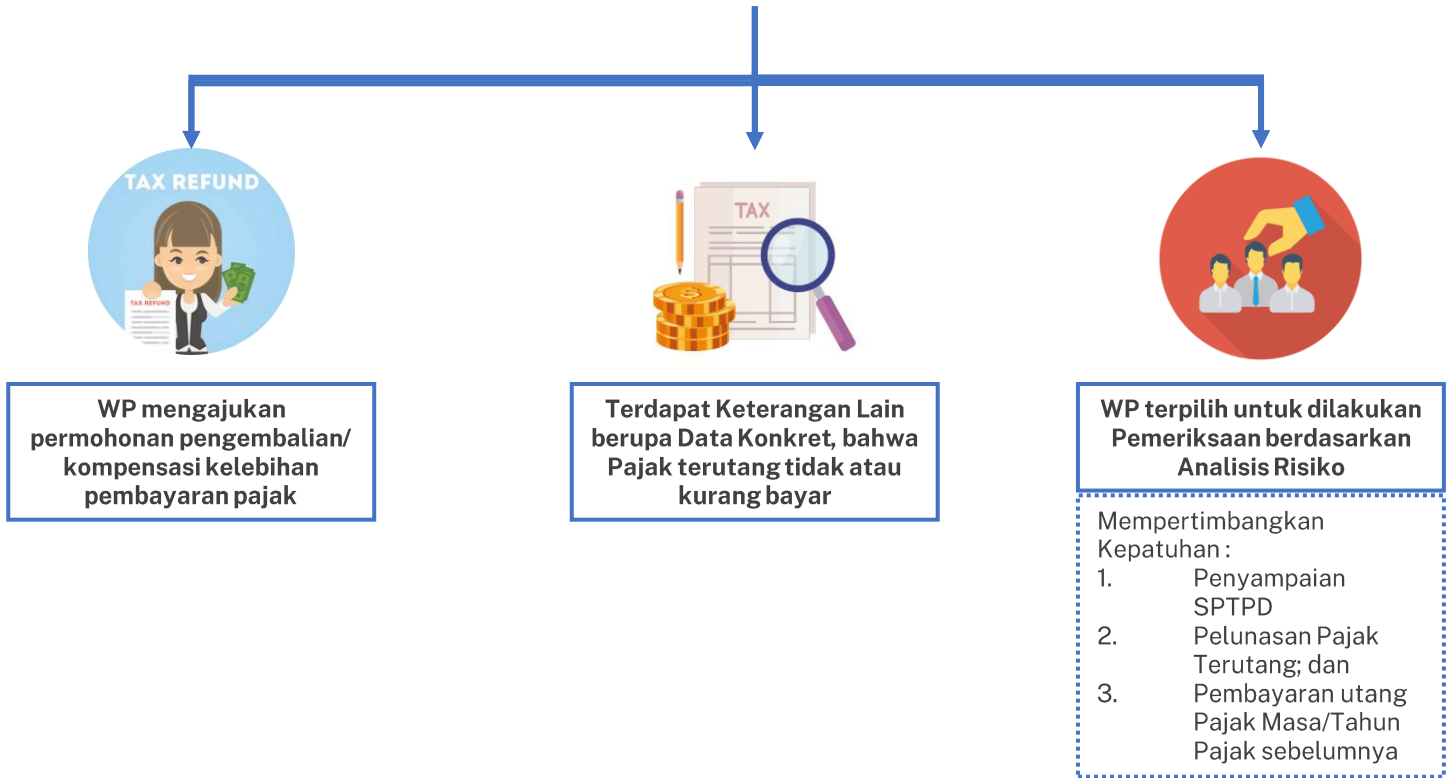 TAX REFUND
TAX REFUND
WP mengajukan
permohonan pengembalian/
kompensasi kelebihan
pembayaran pajak
TAX
Terdapat Keterangan Lain
berupa Data Konkret, bahwa
Pajak terutang tidak atau
kurang bayar
WP terpilih untuk dilakukan
Pemeriksaan berdasarkan
Analisis Risiko
Mempertimbangkan
Kepatuhan :
1. Penyampaian
SPTPD
2. Pelunasan Pajak
Terutang; dan
3. Pembayaran utang
Pajak Masa/Tahun
Pajak sebelumnya